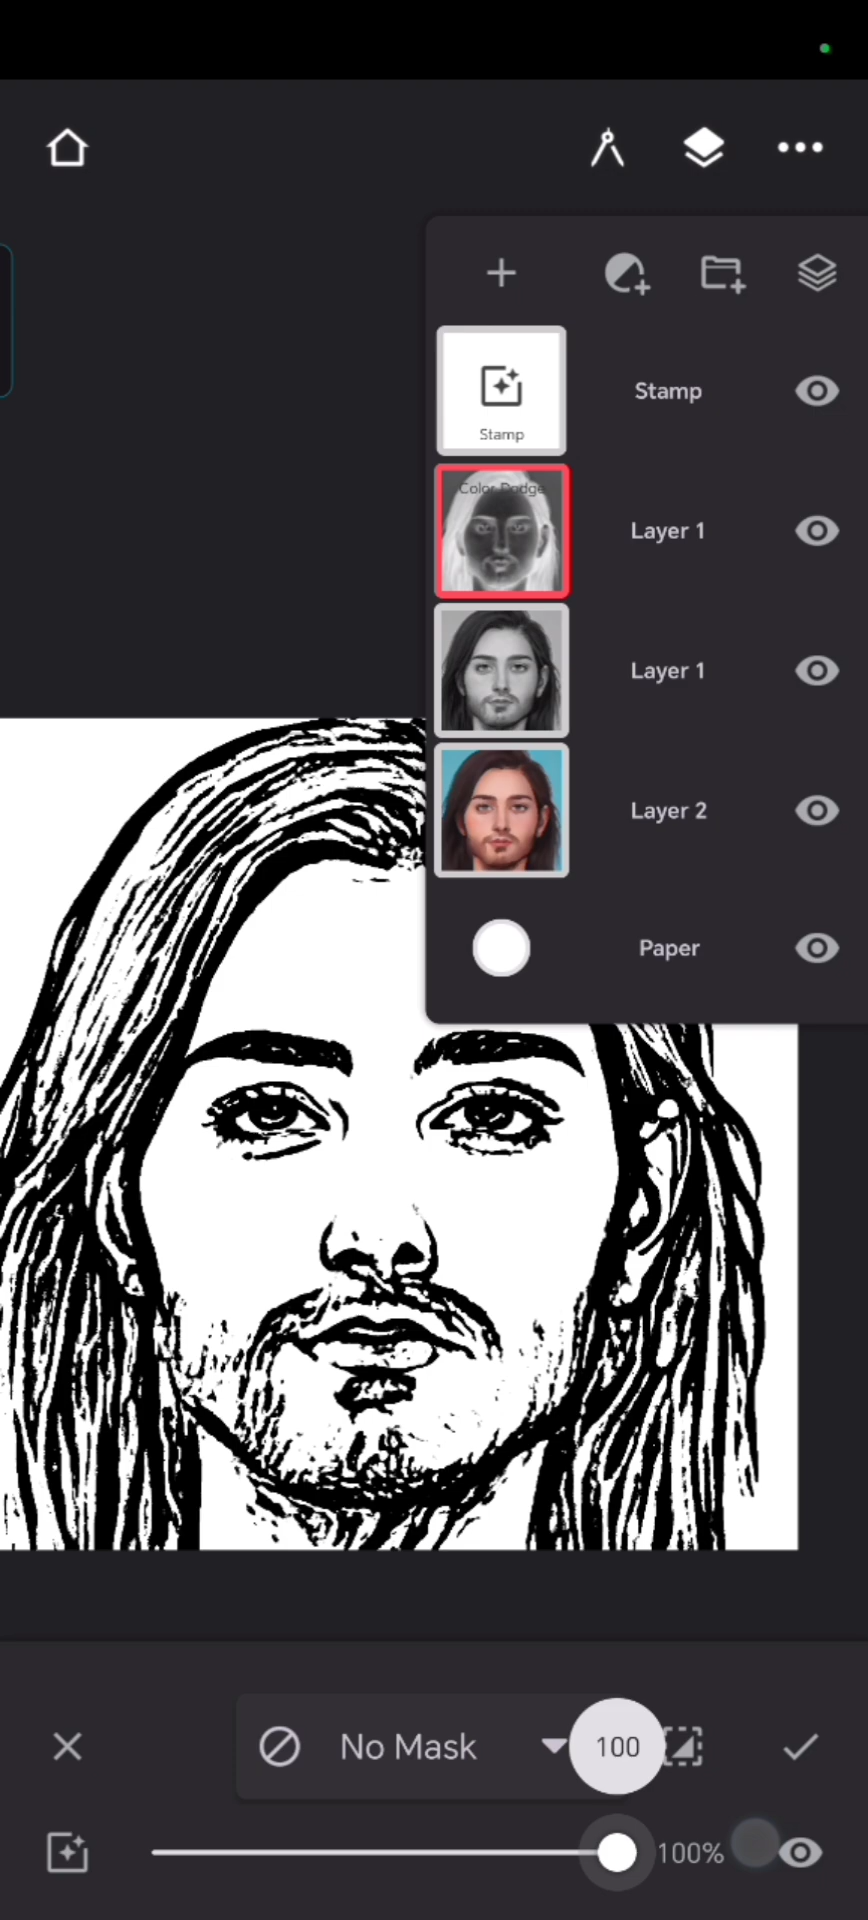 Stamp
Stamp
Color Dodge
Layer 1
Layer 1
Layer 2
Paper
No Mask
100
100%